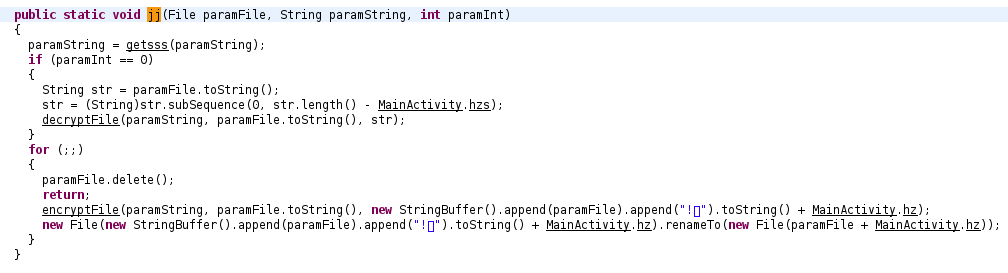 public static void jj(File paramFile, String paramString, int paramInt)
{
paramString = getsss(paramString);
if (paramInt == 0)
{
String str = paramFile.toString();
str = (String)str.subSequence(0, str.length() - MainActivity.hzs);
decryptFile(paramString, paramFile.toString(), str);
}
for (;;)
{
paramFile.delete();
return;
encryptFile(paramString, paramFile.toString(), new StringBuffer().append(paramFile).append("!▯").toString() + MainActivity.hz);
new File(new StringBuffer().append(paramFile).append("!▯").toString() + MainActivity.hz).renameTo(new File(paramFile + MainActivity.hz));
}
}